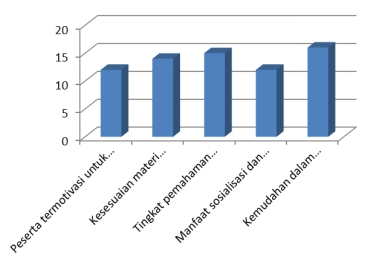 20
15
10
5
0
Peserta termotivasi untuk...
Kesesuaian materi...
Tingkat pemahaman...
Manfaat sosialisasi dan...
Kemudahan dalam...